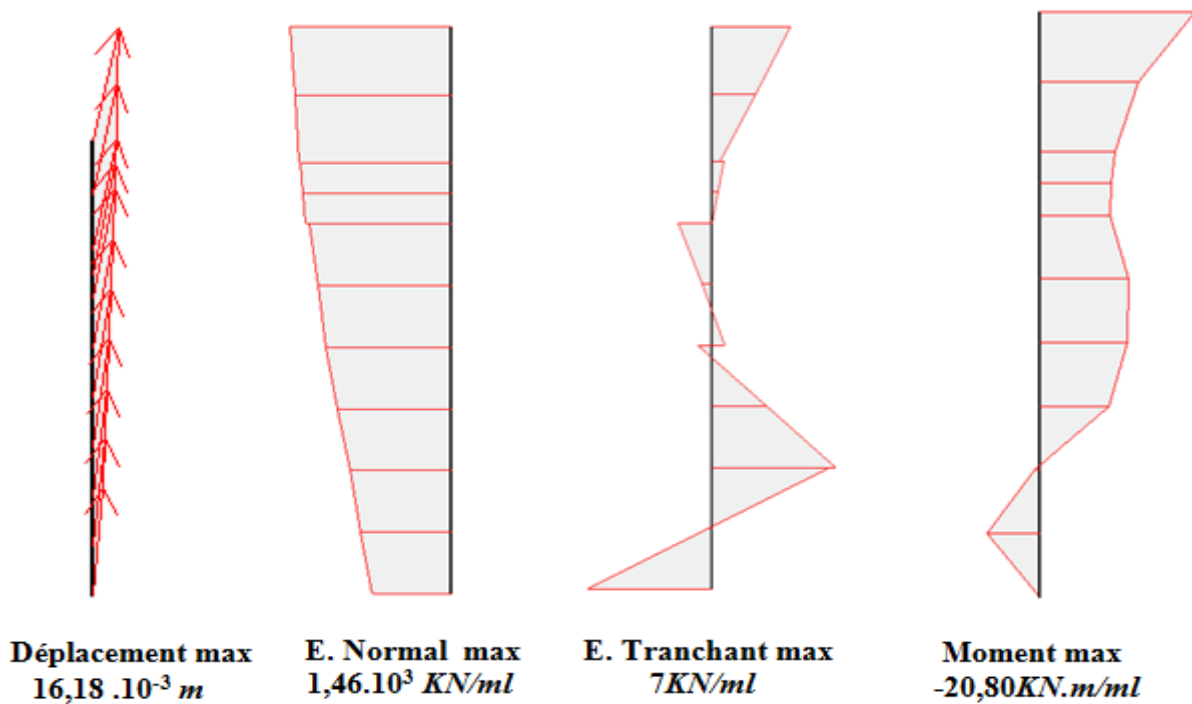 Déplacement max
16,18 .10⁻³ m
E. Normal max
1,46.10³ KN/ml
E. Tranchant max
7KN/ml
Moment max
-20,80KN.m/ml